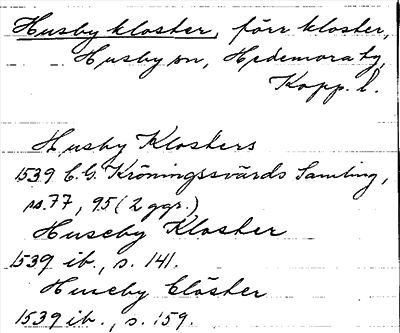 Husby kloster, förr kloster,
Husby sn, Hedemora tg,
Kopp. l.
Husby Klosters
1539 C.G. Kröningssvärds Samling,
ss. 77, 95 (2 ggr.)
Huseby Kloster
1539 ib., s. 141.
Huseby Clöster
1539 ib., s. 159.